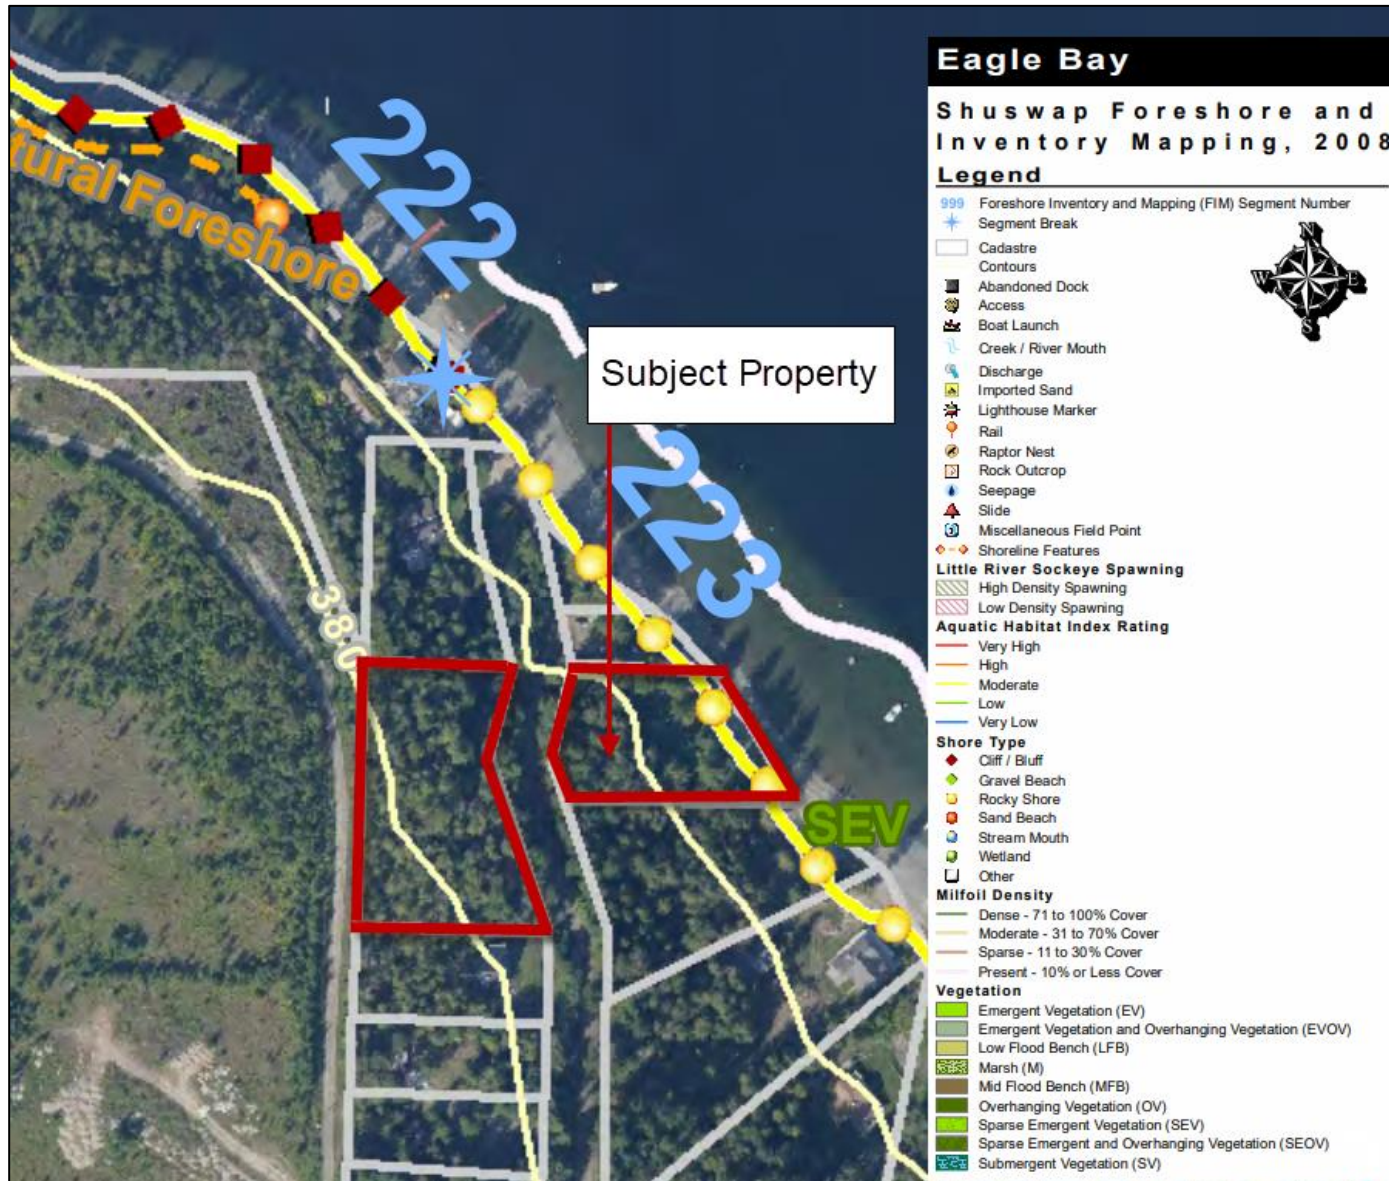 222
tural Foreshore
Subject Property
223
380
SEV
Eagle Bay
Shuswap Foreshore and
Inventory Mapping, 2008
Legend
999 Foreshore Inventory and Mapping (FIM) Segment Number
Segment Break
N
W E
S
Cadastre
Contours
Abandoned Dock
Access
Boat Launch
Creek / River Mouth
Discharge
Imported Sand
Lighthouse Marker
Rail
Raptor Nest
Rock Outcrop
Seepage
Slide
Miscellaneous Field Point
Shoreline Features
Little River Sockeye Spawning
High Density Spawning
Low Density Spawning
Aquatic Habitat Index Rating
Very High
High
Moderate
Low
Very Low
Shore Type
Cliff / Bluff
Gravel Beach
Rocky Shore
Sand Beach
Stream Mouth
Wetland
Other
Milfoil Density
Dense - 71 to 100% Cover
Moderate - 31 to 70% Cover
Sparse - 11 to 30% Cover
Present - 10% or Less Cover
Vegetation
Emergent Vegetation (EV)
Emergent Vegetation and Overhanging Vegetation (EVOV)
Low Flood Bench (LFB)
Marsh (M)
Mid Flood Bench (MFB)
Overhanging Vegetation (OV)
Sparse Emergent Vegetation (SEV)
Sparse Emergent and Overhanging Vegetation (SEOV)
Submergent Vegetation (SV)